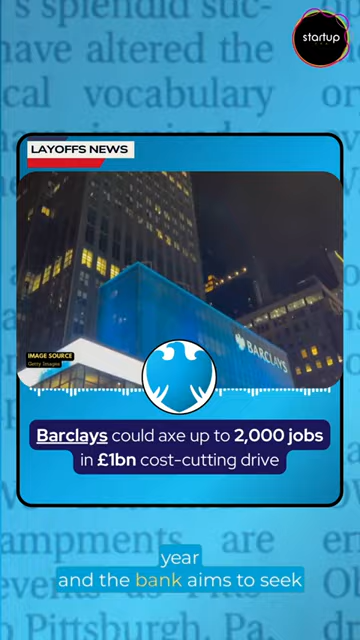 's splendid suc-
have altered the
cal vocabulary
startup
LAYOFFS NEWS
BARCLAYS
IMAGE SOURCE
Getty Images
Barclays could axe up to 2,000 jobs
in £1bn cost-cutting drive
ampments are
year
and the bank aims to seek
Pittsburgh, Pa